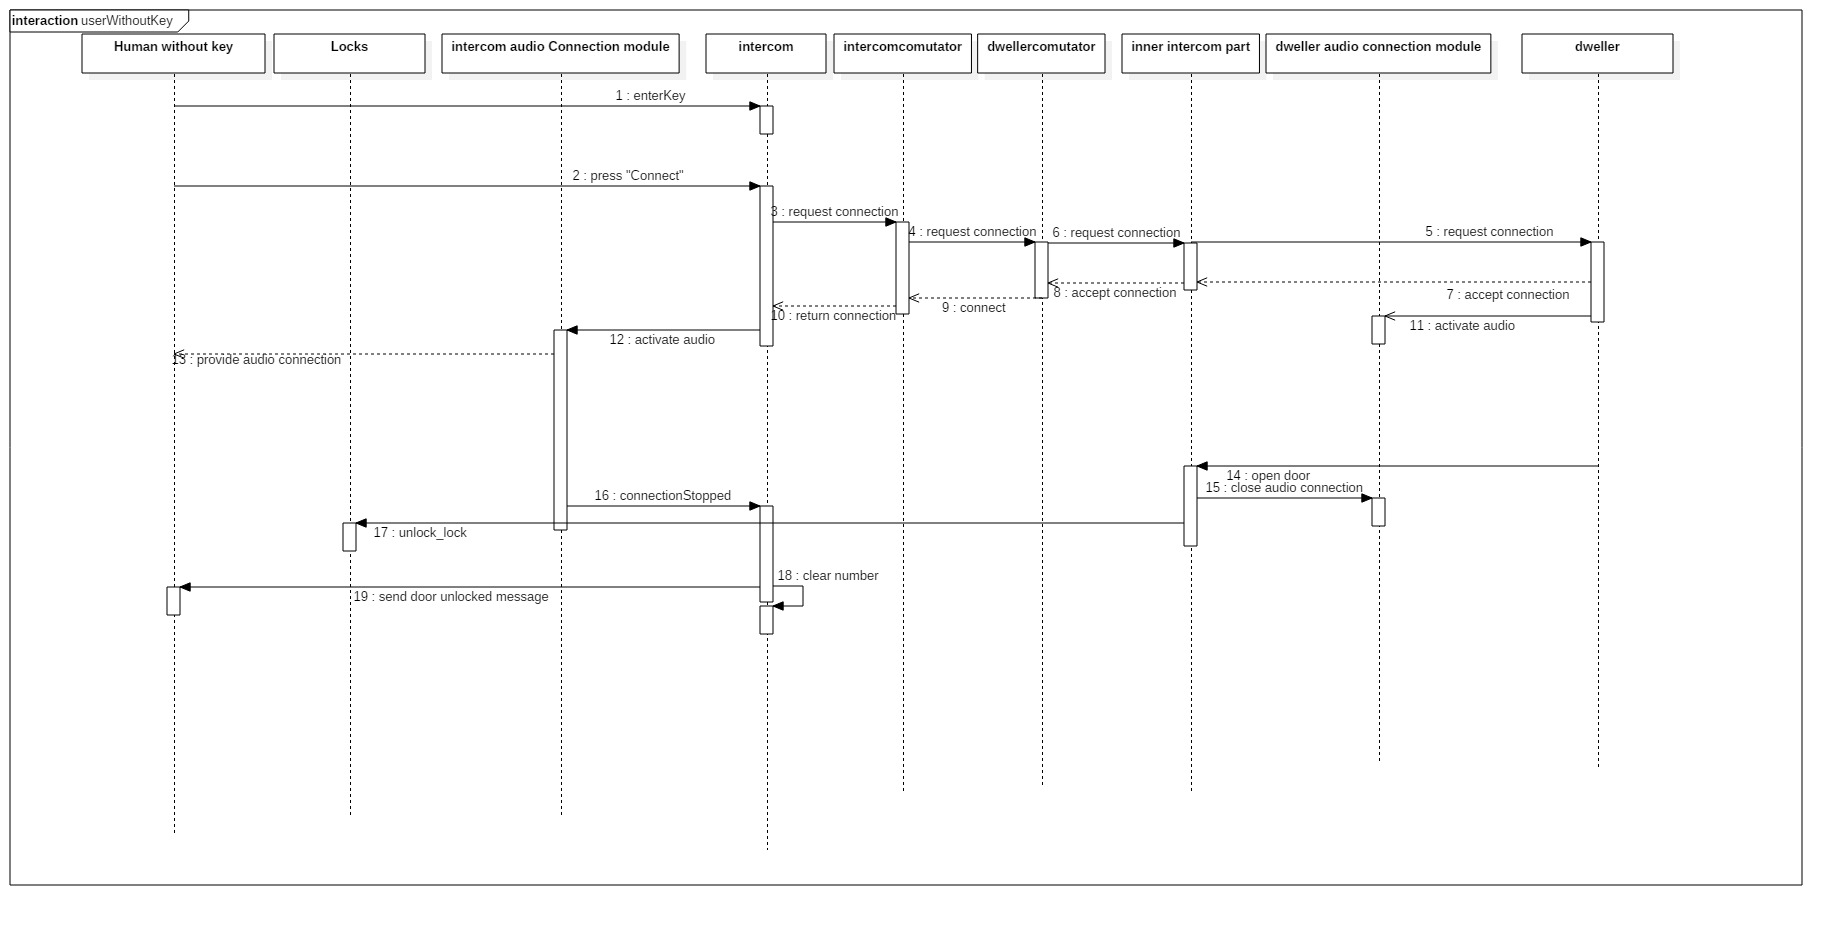 interaction userWithoutKey
Human without key
Locks
intercom audio Connection module
intercom
intercomcomutator
dwellercomutator
inner intercom part
dweller audio connection module
dweller
1 : enterKey
2 : press "Connect"
3 : request connection
4 : request connection
6 : request connection
5 : request connection
7 : accept connection
8 : accept connection
9 : connect
10 : return connection
11 : activate audio
12 : activate audio
13 : provide audio connection
14 : open door
15 : close audio connection
16 : connectionStopped
17 : unlock_lock
18 : clear number
19 : send door unlocked message